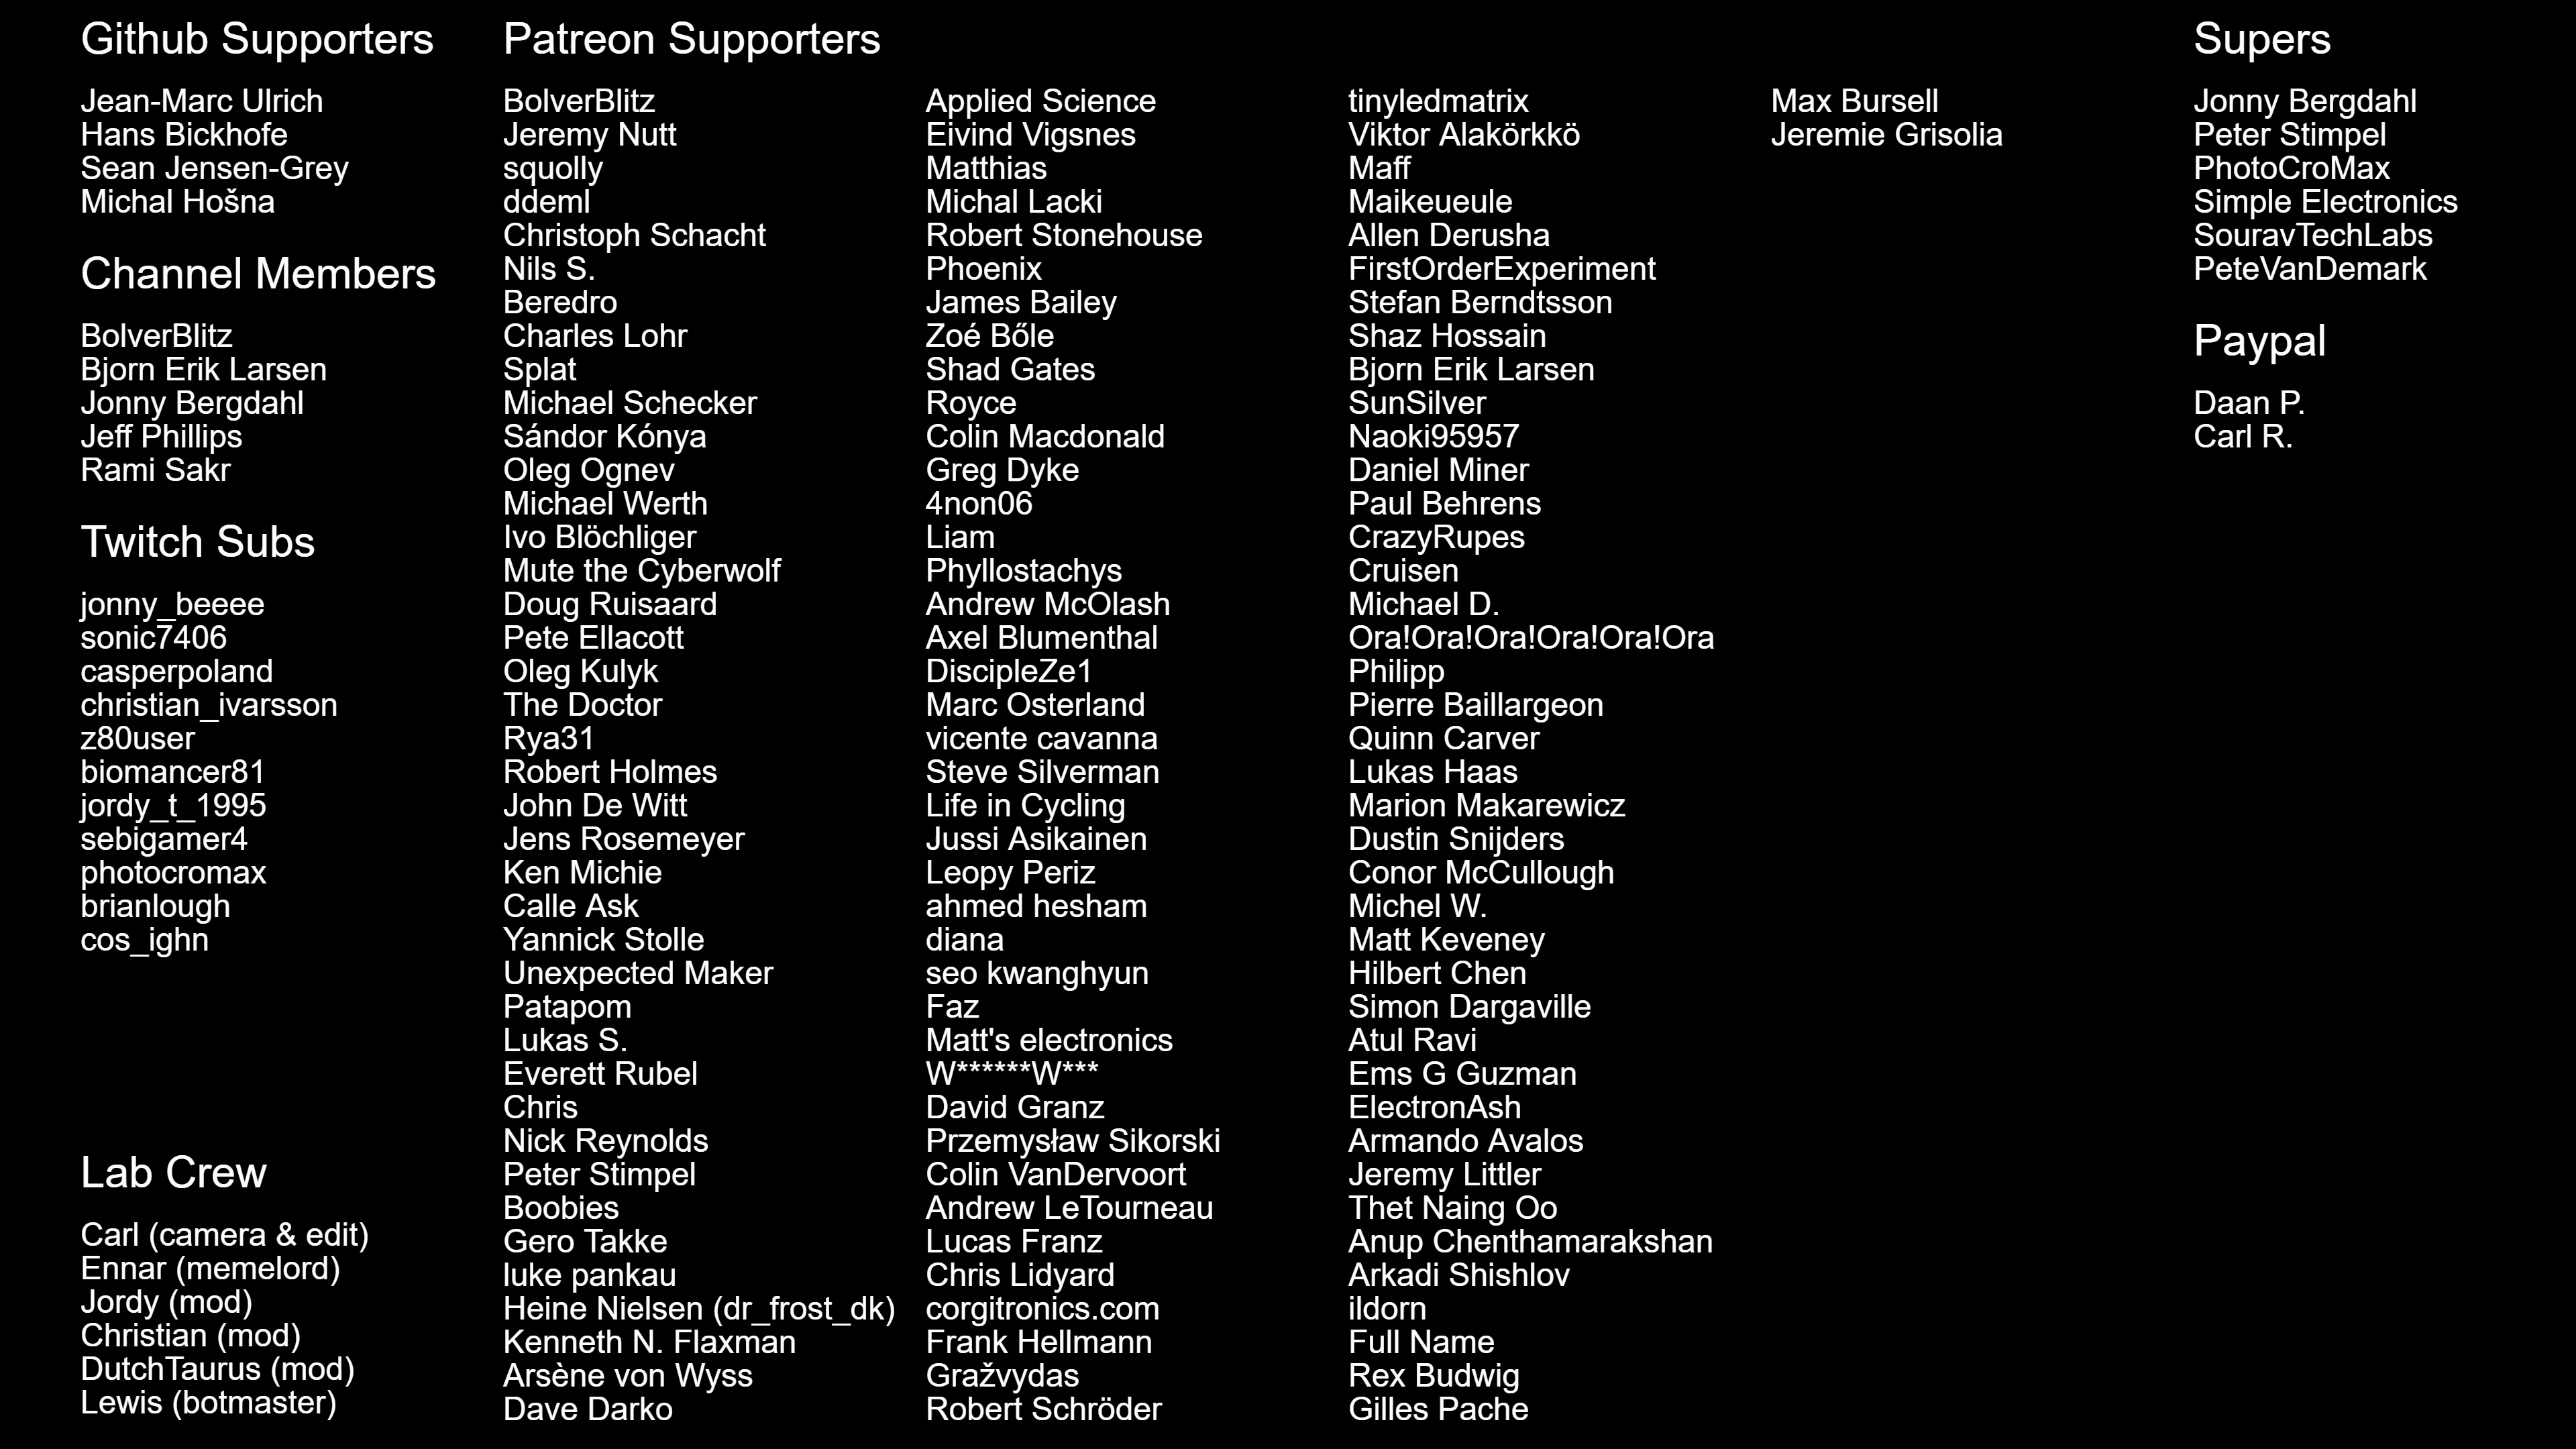 Github Supporters
Jean-Marc Ulrich
Hans Bickhofe
Sean Jensen-Grey
Michal Hošna
Channel Members
BolverBlitz
Bjorn Erik Larsen
Jonny Bergdahl
Jeff Phillips
Rami Sakr
Twitch Subs
jonny_beeee
sonic7406
casperpoland
christian_ivarsson
z80user
biomancer81
jordy_t_1995
sebigamer4
photocromax
brianlough
cos_ighn
Lab Crew
Carl (camera & edit)
Ennar (memelord)
Jordy (mod)
Christian (mod)
DutchTaurus (mod)
Lewis (botmaster)
Patreon Supporters
BolverBlitz
Jeremy Nutt
squolly
ddeml
Christoph Schacht
Nils S.
Beredro
Charles Lohr
Splat
Michael Schecker
Sándor Kónya
Oleg Ognev
Michael Werth
Ivo Blöchliger
Mute the Cyberwolf
Doug Ruisaard
Pete Ellacott
Oleg Kulyk
The Doctor
Rya31
Robert Holmes
John De Witt
Jens Rosemeyer
Ken Michie
Calle Ask
Yannick Stolle
Unexpected Maker
Patapom
Lukas S.
Everett Rubel
Chris
Nick Reynolds
Peter Stimpel
Boobies
Gero Takke
luke pankau
Heine Nielsen (dr_frost_dk)
Kenneth N. Flaxman
Arsène von Wyss
Dave Darko
Applied Science
Eivind Vigsnes
Matthias
Michal Lacki
Robert Stonehouse
Phoenix
James Bailey
Zoé Bőle
Shad Gates
Royce
Colin Macdonald
Greg Dyke
4non06
Liam
Phyllostachys
Andrew McOlash
Axel Blumenthal
DiscipleZe1
Marc Osterland
vicente cavanna
Steve Silverman
Life in Cycling
Jussi Asikainen
Leopy Periz
ahmed hesham
diana
seo kwanghyun
Faz
Matt's electronics
W******W***
David Granz
Przemysław Sikorski
Colin VanDervoort
Andrew LeTourneau
Lucas Franz
Chris Lidyard
corgitronics.com
Frank Hellmann
Gražvydas
Robert Schröder
tinyledmatrix
Viktor Alakörkkö
Maff
Maikeueule
Allen Derusha
FirstOrderExperiment
Stefan Berndtsson
Shaz Hossain
Bjorn Erik Larsen
SunSilver
Naoki95957
Daniel Miner
Paul Behrens
CrazyRupes
Cruisen
Michael D.
Ora!Ora!Ora!Ora!Ora!Ora
Philipp
Pierre Baillargeon
Quinn Carver
Lukas Haas
Marion Makarewicz
Dustin Snijders
Conor McCullough
Michel W.
Matt Keveney
Hilbert Chen
Simon Dargaville
Atul Ravi
Ems G Guzman
ElectronAsh
Armando Avalos
Jeremy Littler
Thet Naing Oo
Anup Chenthamarakshan
Arkadi Shishlov
ildorn
Full Name
Rex Budwig
Gilles Pache
Max Bursell
Jeremie Grisolia
Supers
Jonny Bergdahl
Peter Stimpel
PhotoCroMax
Simple Electronics
SouravTechLabs
PeteVanDemark
Paypal
Daan P.
Carl R.